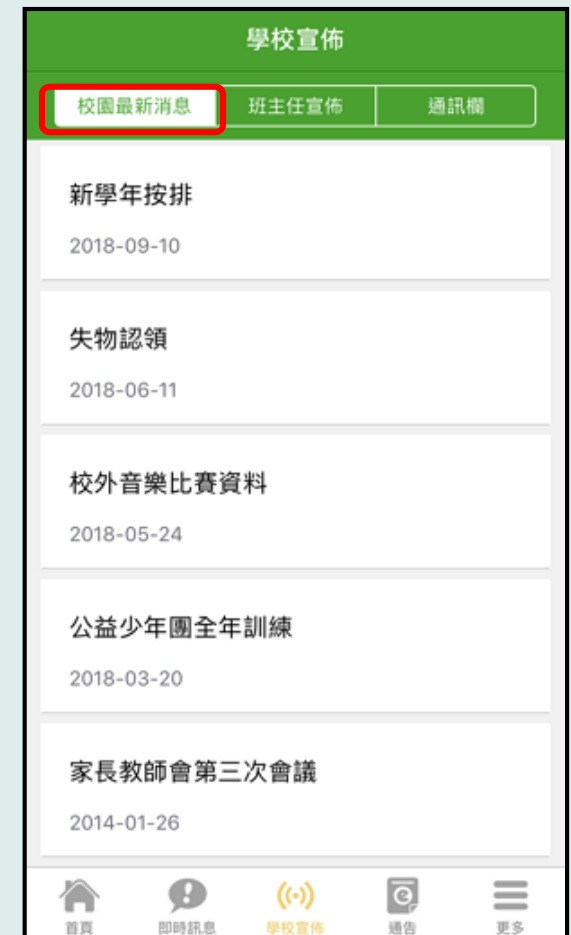 學校宣佈
校園最新消息 班主任宣佈 通訊欄
新學年按排
2018-09-10
失物認領
2018-06-11
校外音樂比賽資料
2018-05-24
公益少年團全年訓練
2018-03-20
家長教師會第三次會議
2014-01-26
首頁 即時訊息 學校宣佈 通告 更多